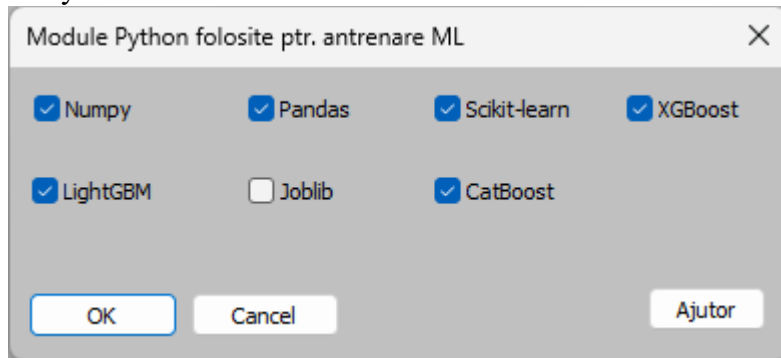 Module Python folosite ptr. antrenare ML
Numpy Pandas Scikit-learn XGBoost
LightGBM Joblib CatBoost
OK Cancel Ajutor